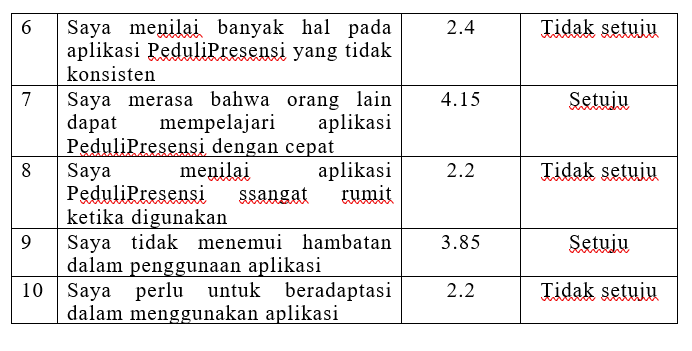 6 Saya menilai banyak hal pada 2.4 Tidak setuju
aplikasi PeduliPresensi yang tidak
konsisten
7 Saya merasa bahwa orang lain 4.15 Setuju
dapat mempelajari aplikasi
PeduliPresensi dengan cepat
8 Saya menilai aplikasi 2.2 Tidak setuju
PeduliPresensi ssangat rumit
ketika digunakan
9 Saya tidak menemui hambatan 3.85 Setuju
dalam penggunaan aplikasi
10 Saya perlu untuk beradaptasi 2.2 Tidak setuju
dalam menggunakan aplikasi